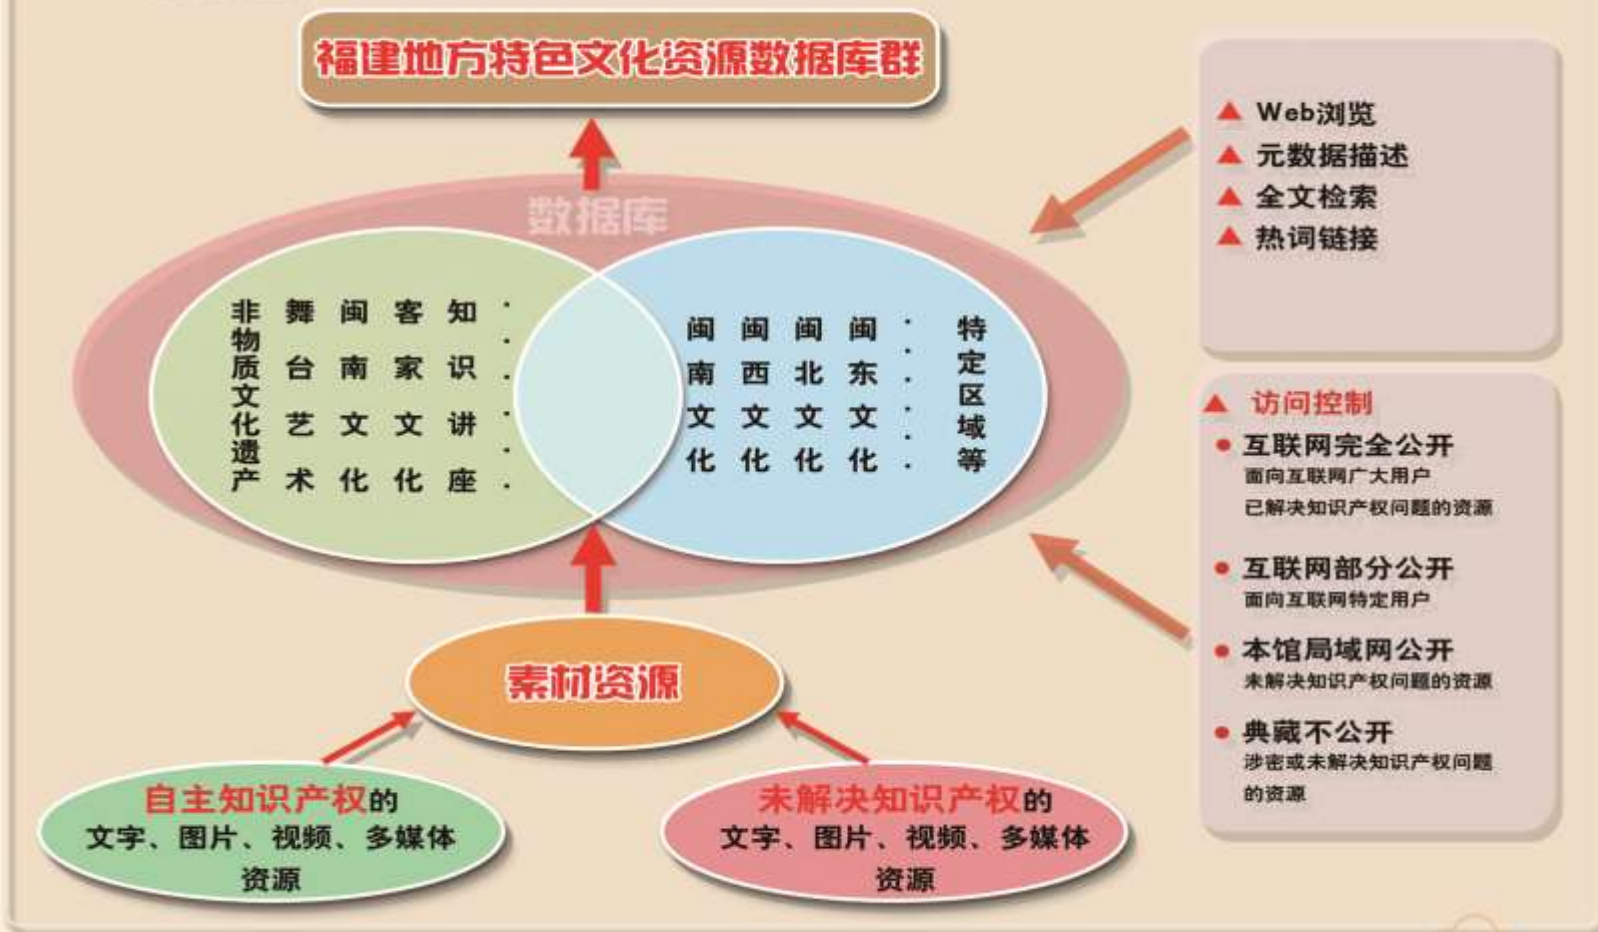 福建地方特色文化资源数据库群
数据库
非物质文化遗产
舞台艺术
闽南文化
客家文化
知识讲座
······
闽南文化
闽西文化
闽北文化
闽东文化
······
特定区域等
素材资源
自主知识产权的
文字、图片、视频、多媒体
资源
未解决知识产权的
文字、图片、视频、多媒体
资源
▲ Web浏览
▲ 元数据描述
▲ 全文检索
▲ 热词链接
▲ 访问控制
• 互联网完全公开
面向互联网广大用户
已解决知识产权问题的资源
• 互联网部分公开
面向互联网特定用户
• 本馆局域网公开
未解决知识产权问题的资源
• 典藏不公开
涉密或未解决知识产权问题
的资源